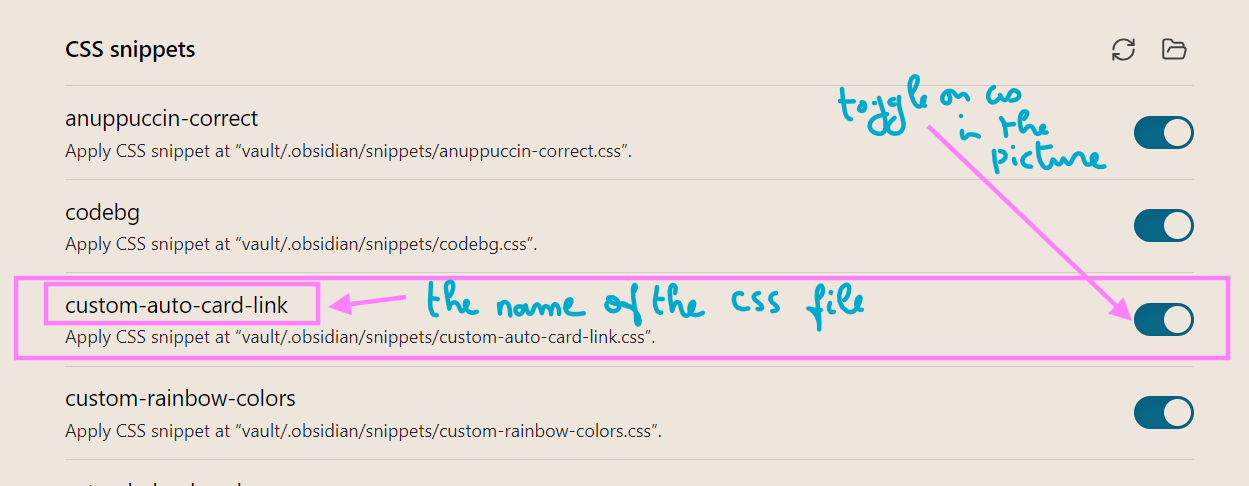 CSS snippets
toggle on as
in the
picture
anuppuccin-correct
Apply CSS snippet at “vault/.obsidian/snippets/anuppuccin-correct.css”.
codebg
Apply CSS snippet at “vault/.obsidian/snippets/codebg.css”.
custom-auto-card-link
the name of the css file
Apply CSS snippet at “vault/.obsidian/snippets/custom-auto-card-link.css”.
custom-rainbow-colors
Apply CSS snippet at “vault/.obsidian/snippets/custom-rainbow-colors.css”.